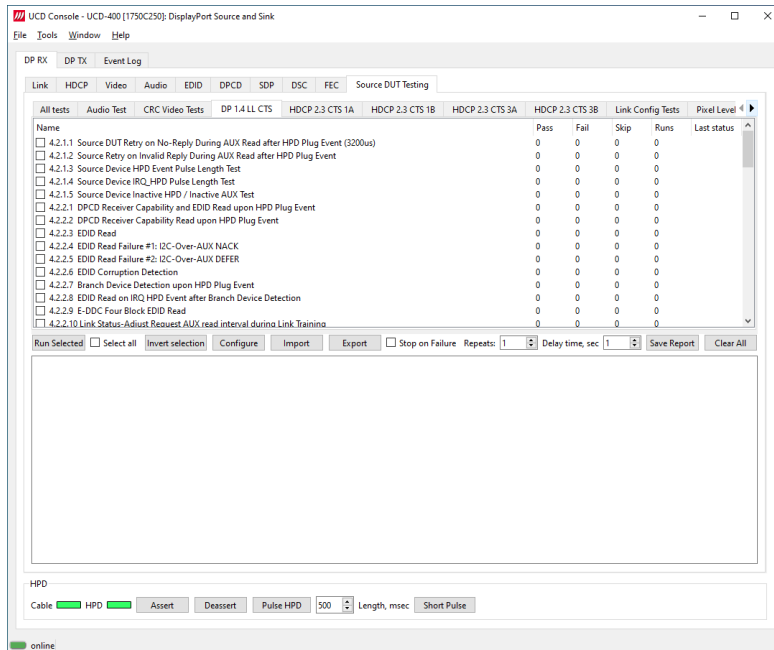 UCD Console - UCD-400 [1750C250]: DisplayPort Source and Sink
File Tools Window Help
DP RX DP TX Event Log
Link HDCP Video Audio EDID DPCD SDP DSC FEC Source DUT Testing
All tests Audio Test CRC Video Tests DP 1.4 LL CTS HDCP 2.3 CTS 1A HDCP 2.3 CTS 1B HDCP 2.3 CTS 3A HDCP 2.3 CTS 3B Link Config Tests Pixel Level
Name Pass Fail Skip Runs Last status
4.2.1.1 Source DUT Retry on No-Reply During AUX Read after HPD Plug Event (3200us) 0 0 0 0
4.2.1.2 Source Retry on Invalid Reply During AUX Read after HPD Plug Event 0 0 0 0
4.2.1.3 Source Device HPD Event Pulse Length Test 0 0 0 0
4.2.1.4 Source Device IRQ_HPD Pulse Length Test 0 0 0 0
4.2.1.5 Source Device Inactive HPD / Inactive AUX Test 0 0 0 0
4.2.2.1 DPCD Receiver Capability and EDID Read upon HPD Plug Event 0 0 0 0
4.2.2.2 DPCD Receiver Capability Read upon HPD Plug Event 0 0 0 0
4.2.2.3 EDID Read 0 0 0 0
4.2.2.4 EDID Read Failure #1: I2C-Over-AUX NACK 0 0 0 0
4.2.2.5 EDID Read Failure #2: I2C-Over-AUX DEFER 0 0 0 0
4.2.2.6 EDID Corruption Detection 0 0 0 0
4.2.2.7 Branch Device Detection upon HPD Plug Event 0 0 0 0
4.2.2.8 EDID Read on IRQ HPD Event after Branch Device Detection 0 0 0 0
4.2.2.9 E-DDC Four Block EDID Read 0 0 0 0
4.2.2.10 Link Status-Adjust Request AUX read interval during Link Training 0 0 0 0
Run Selected Select all Invert selection Configure Import Export Stop on Failure Repeats: 1 Delay time, sec 1 Save Report Clear All
HPD
Cable HPD Assert Deassert Pulse HPD 500 Length, msec Short Pulse
online